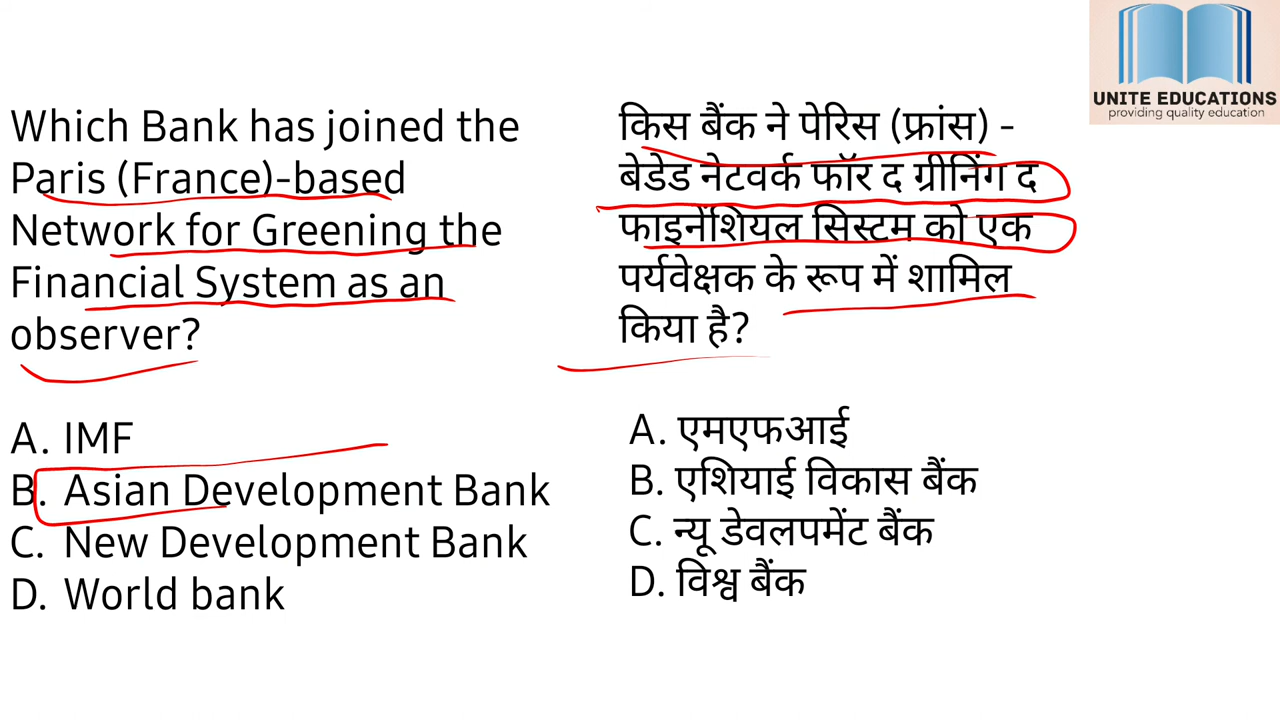 UNITE EDUCATIONS
providing quality education
Which Bank has joined the
Paris (France)-based
Network for Greening the
Financial System as an
observer?
A. IMF
B. Asian Development Bank
C. New Development Bank
D. World bank
किस बैंक ने पेरिस (फ्रांस) -
बेडेड नेटवर्क फॉर द ग्रीनिंग द
फाइनेंशियल सिस्टम को एक
पर्यवेक्षक के रूप में शामिल
किया है?
A. एमएफआई
B. एशियाई विकास बैंक
C. न्यू डेवलपमेंट बैंक
D. विश्व बैंक